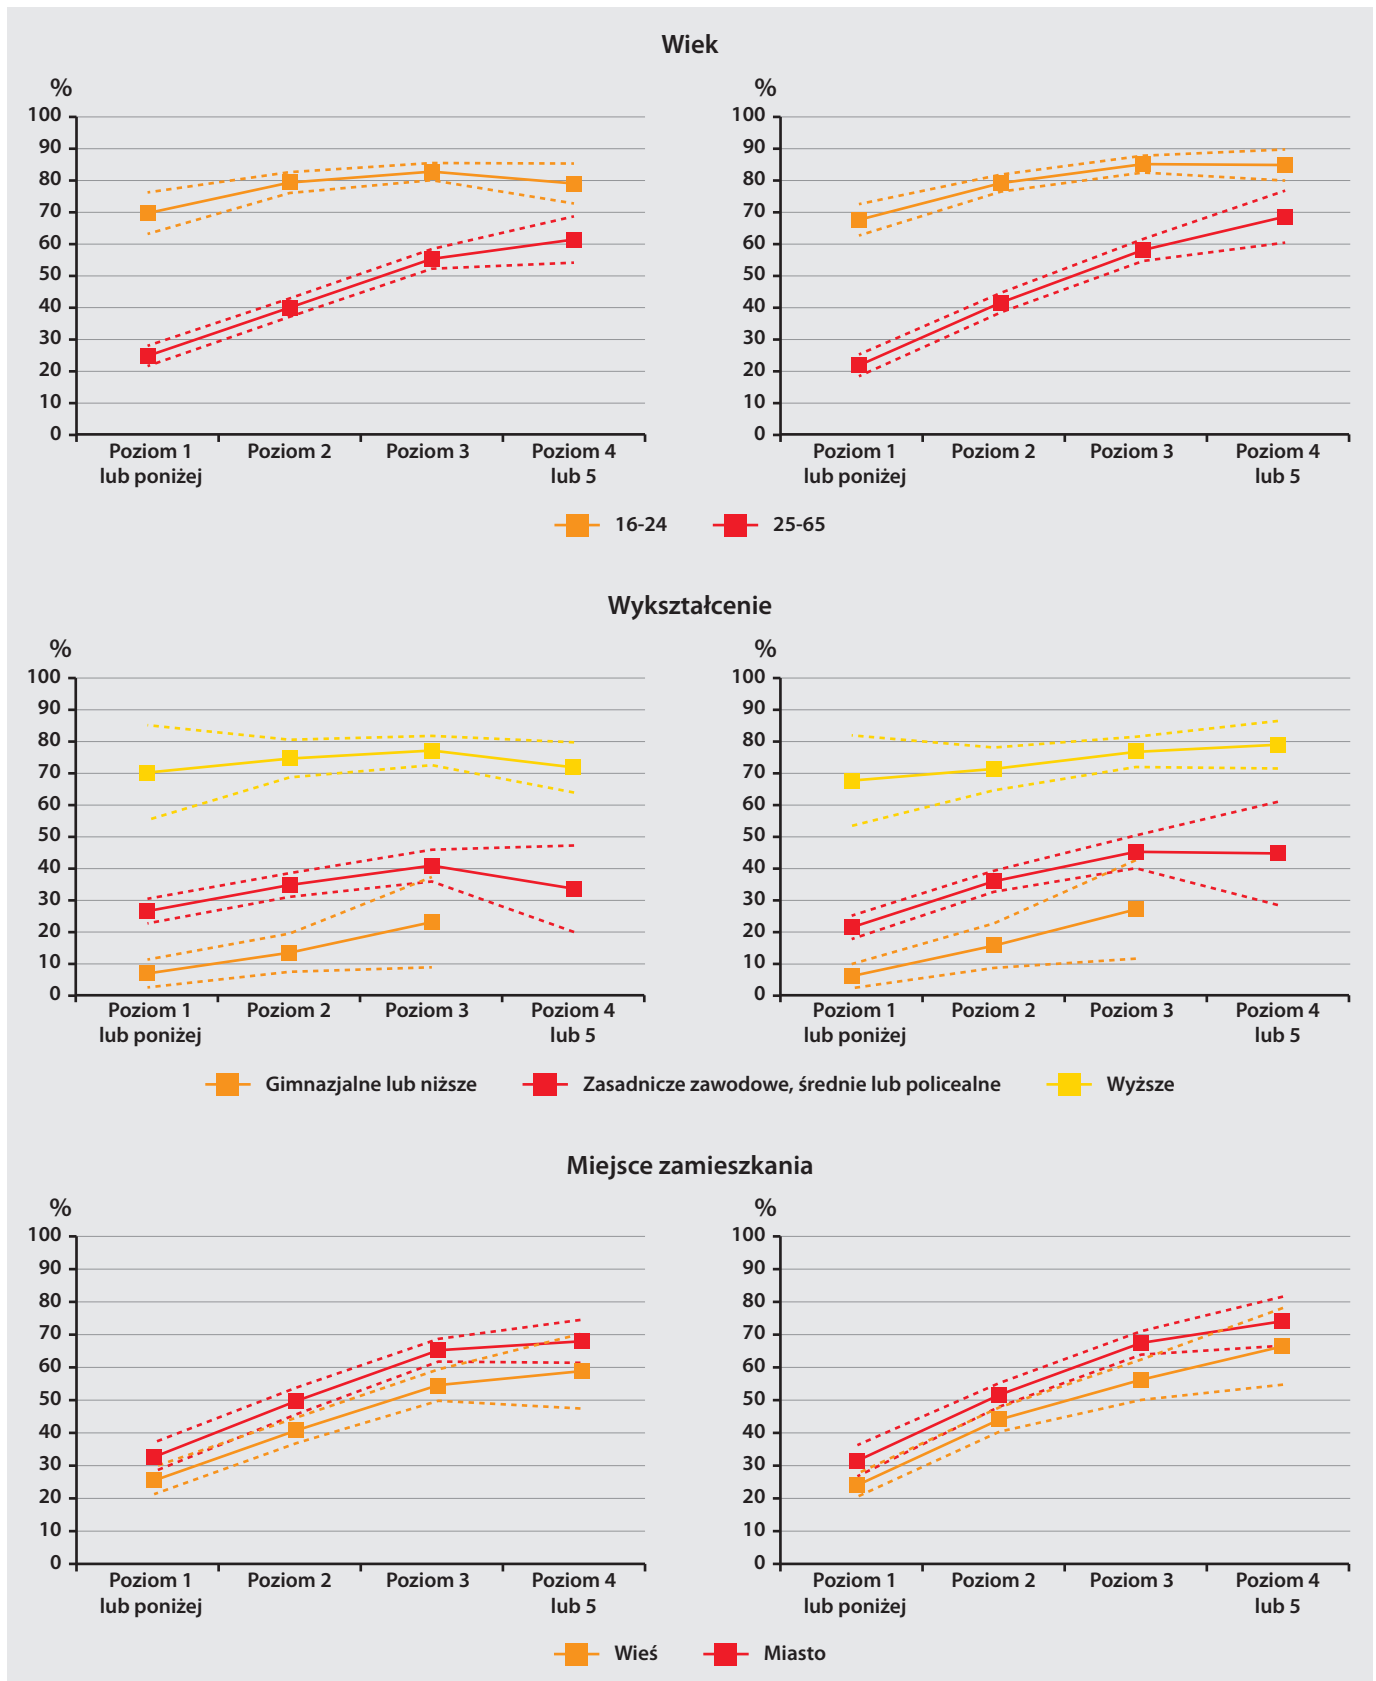 Wiek
%
100
90
80
70
60
50
40
30
20
10
0
Poziom 1
lub poniżej
Poziom 2
Poziom 3
Poziom 4
lub 5
%
100
90
80
70
60
50
40
30
20
10
0
Poziom 1
lub poniżej
Poziom 2
Poziom 3
Poziom 4
lub 5
16-24
25-65
Wykształcenie
%
100
90
80
70
60
50
40
30
20
10
0
Poziom 1
lub poniżej
Poziom 2
Poziom 3
Poziom 4
lub 5
%
100
90
80
70
60
50
40
30
20
10
0
Poziom 1
lub poniżej
Poziom 2
Poziom 3
Poziom 4
lub 5
Gimnazjalne lub niższe
Zasadnicze zawodowe, średnie lub policealne
Wyższe
Miejsce zamieszkania
%
100
90
80
70
60
50
40
30
20
10
0
Poziom 1
lub poniżej
Poziom 2
Poziom 3
Poziom 4
lub 5
%
100
90
80
70
60
50
40
30
20
10
0
Poziom 1
lub poniżej
Poziom 2
Poziom 3
Poziom 4
lub 5
Wieś
Miasto